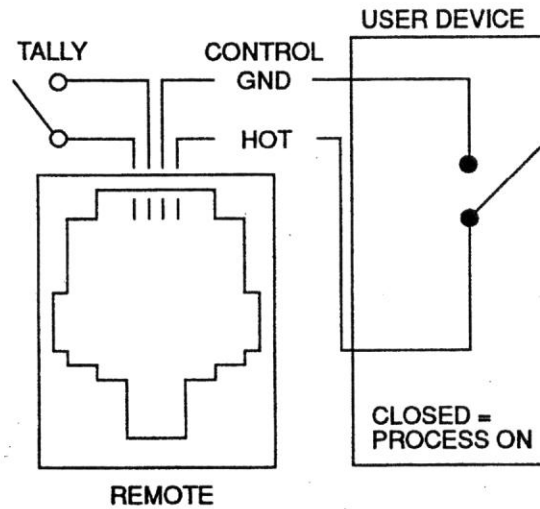 USER DEVICE
TALLY
CONTROL
GND
HOT
CLOSED =
PROCESS ON
REMOTE